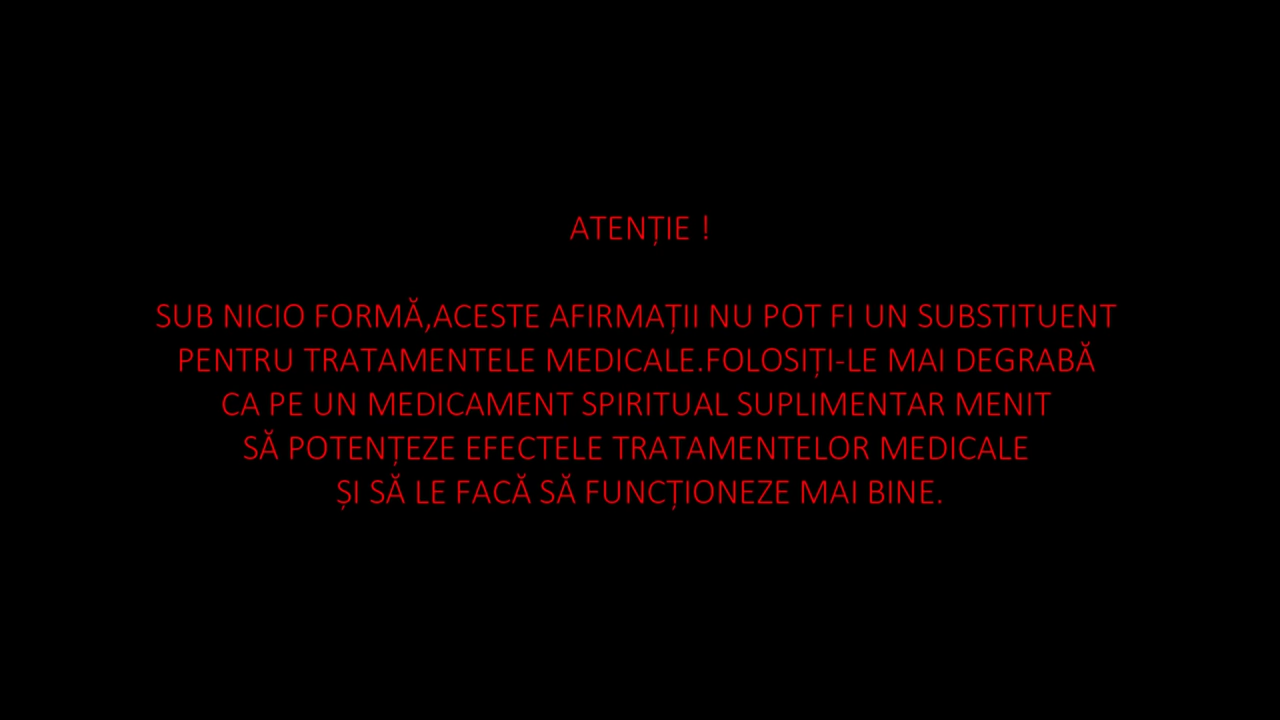 ATENȚIE !
SUB NICIO FORMĂ,ACESTE AFIRMAȚII NU POT FI UN SUBSTITUENT
PENTRU TRATAMENTELE MEDICALE.FOLOSIȚI-LE MAI DEGRABĂ
CA PE UN MEDICAMENT SPIRITUAL SUPLIMENTAR MENIT
SĂ POTENȚEZE EFECTELE TRATAMENTELOR MEDICALE
ȘI SĂ LE FACĂ SĂ FUNCȚIONEZE MAI BINE.